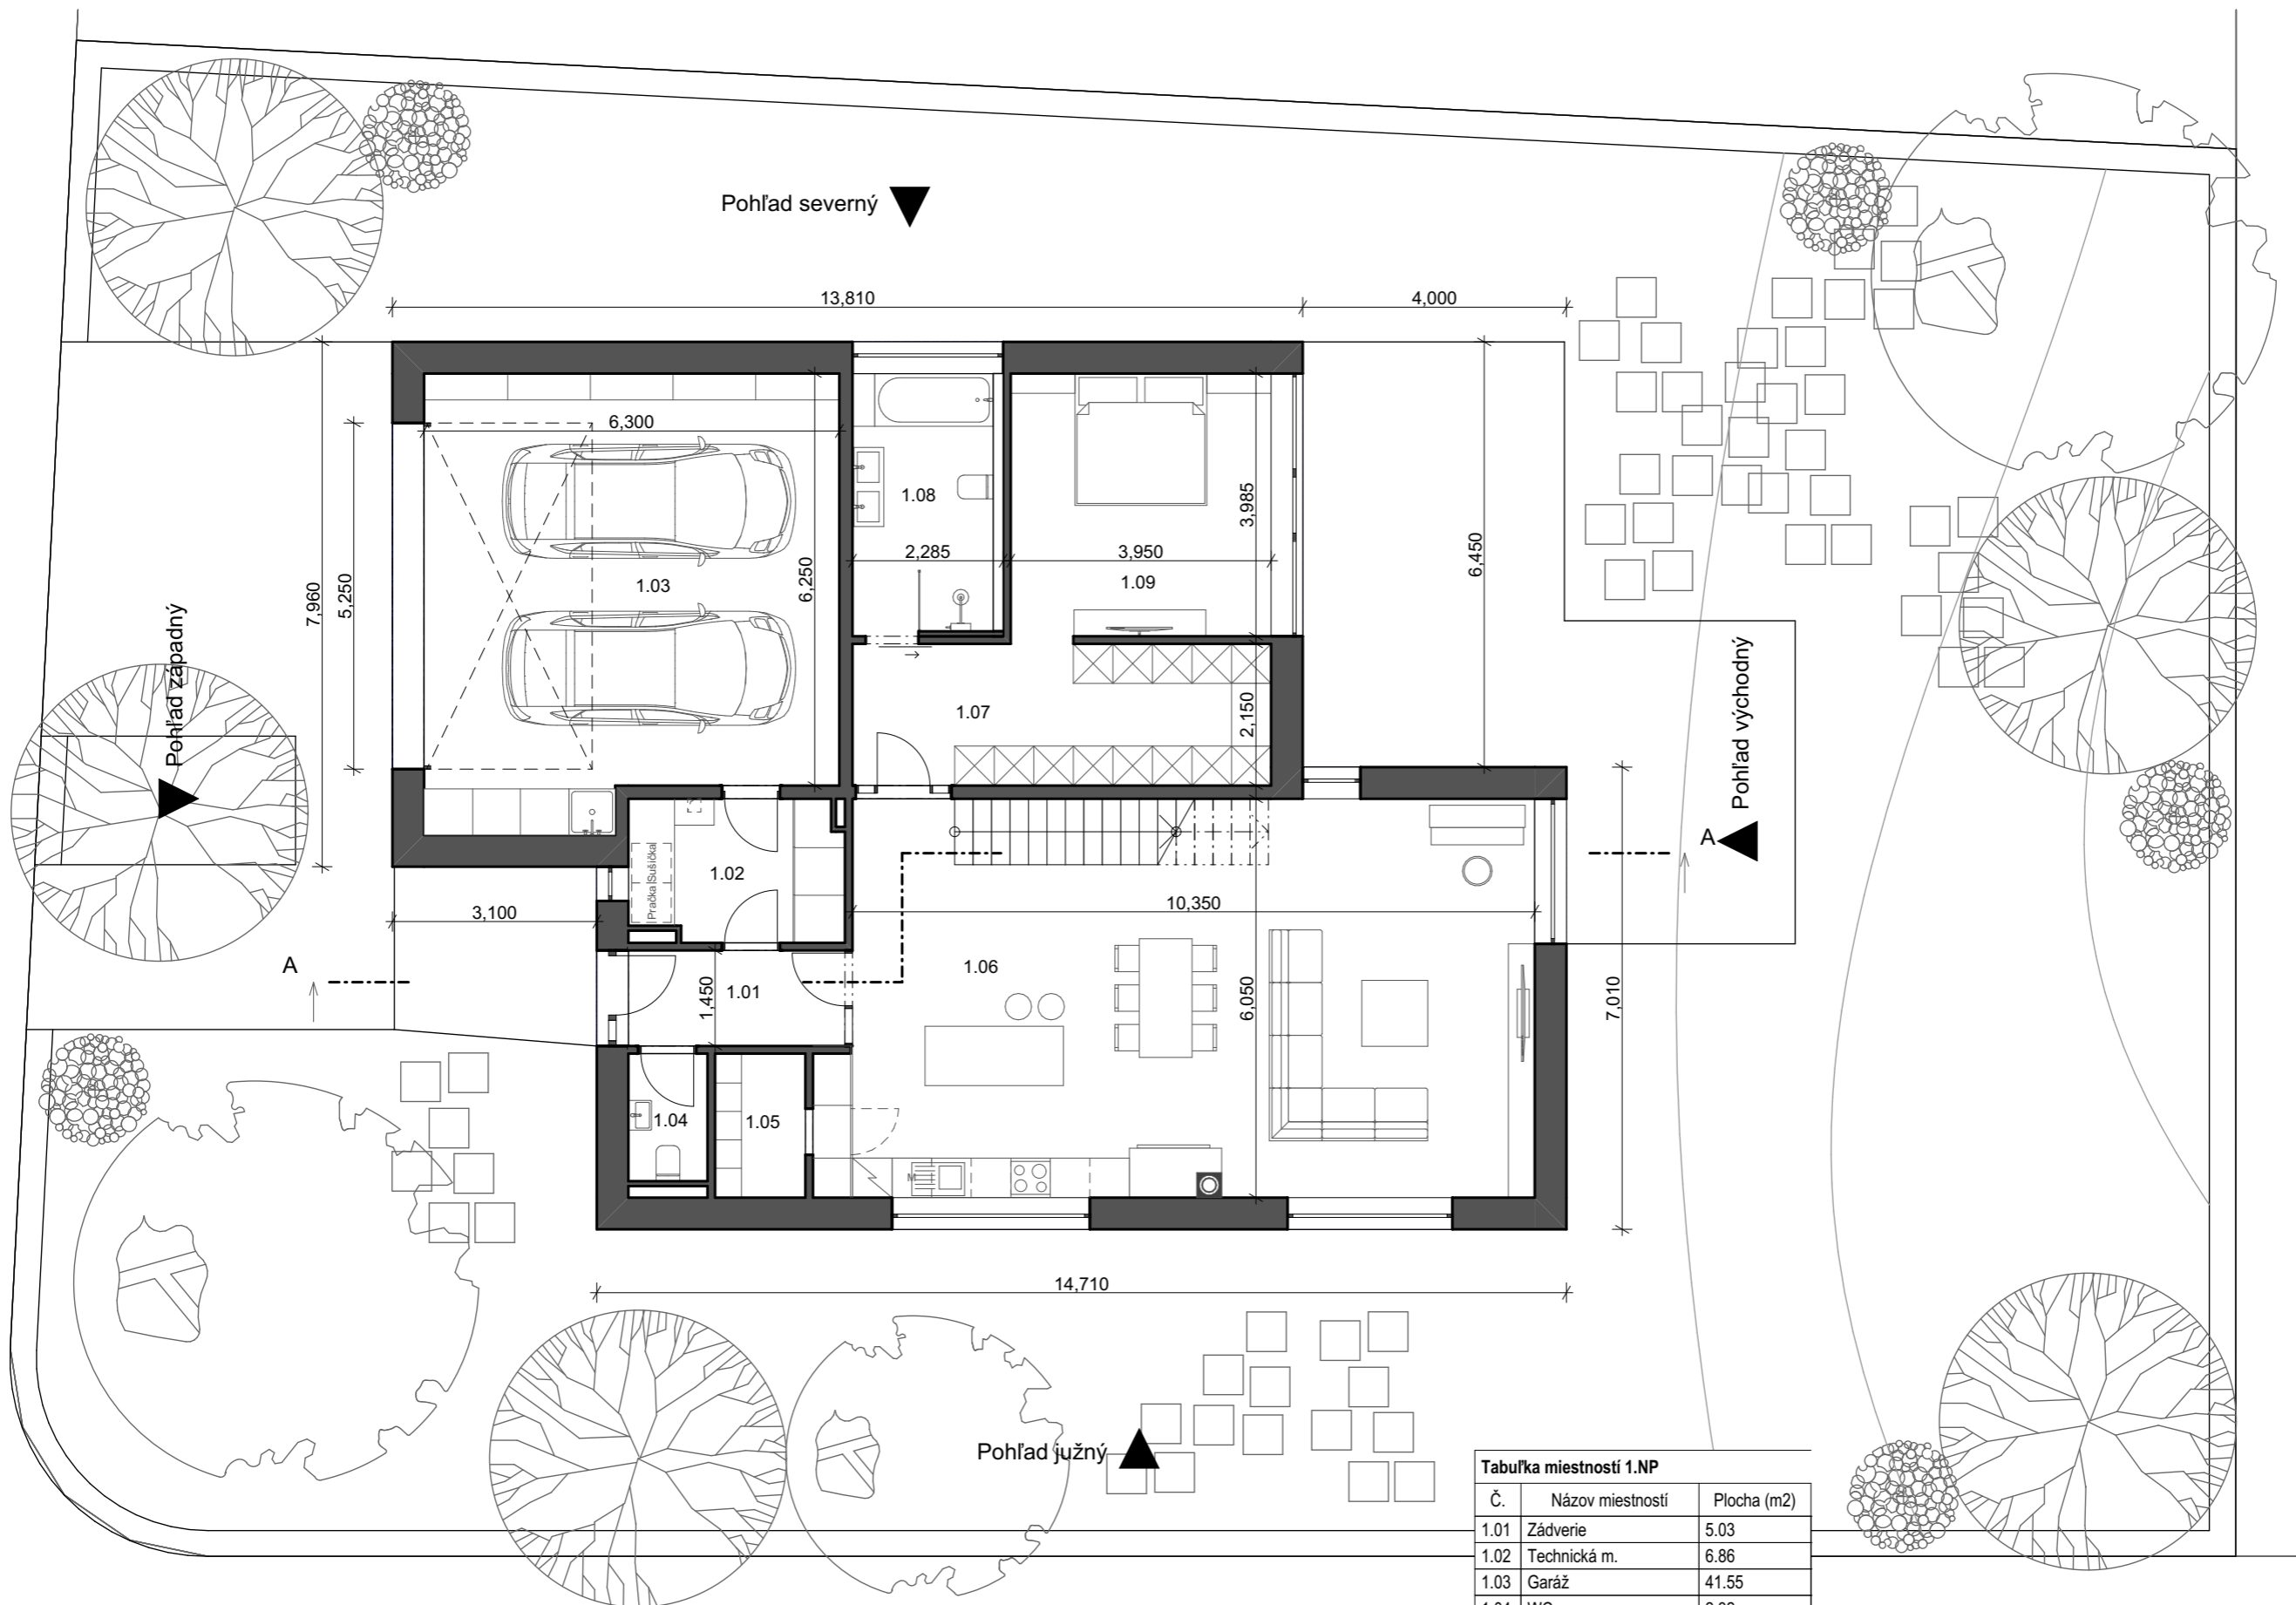 Pohľad severný
13,810
4,000
6,300
1.08
3,985
2,285
3,950
6,450
7,960
5,250
1.03
6,250
1.09
Pohľad západný
Pohľad východný
1.07
2,150
A
1.02
Pračka
Sušička
3,100
10,350
A
1.06
1.01
1,450
6,050
7,010
1.04
1.05
M
14,710
Pohľad južný
Tabuľka miestností 1.NP
Č. Názov miestností Plocha (m2)
1.01 Zádverie 5.03
1.02 Technická m. 6.86
1.03 Garáž 41.55